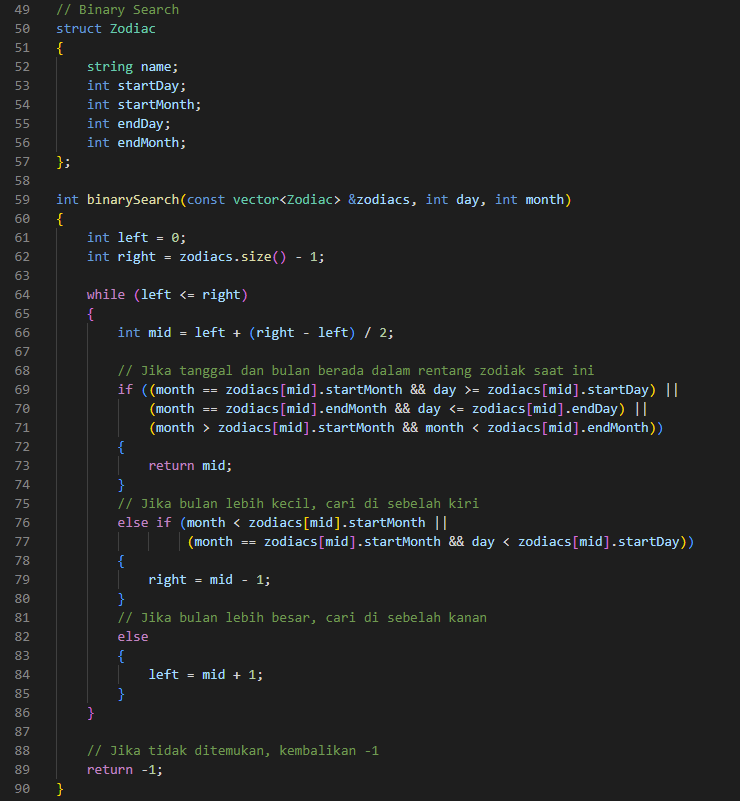 49 // Binary Search
50 struct Zodiac
51 {
52     string name;
53     int startDay;
54     int startMonth;
55     int endDay;
56     int endMonth;
57 };
58
59 int binarySearch(const vector<Zodiac> &zodiacs, int day, int month)
60 {
61     int left = 0;
62     int right = zodiacs.size() - 1;
63
64     while (left <= right)
65     {
66         int mid = left + (right - left) / 2;
67
68         // Jika tanggal dan bulan berada dalam rentang zodiak saat ini
69         if ((month == zodiacs[mid].startMonth && day >= zodiacs[mid].startDay) ||
70             (month == zodiacs[mid].endMonth && day <= zodiacs[mid].endDay) ||
71             (month > zodiacs[mid].startMonth && month < zodiacs[mid].endMonth))
72         {
73             return mid;
74         }
75         // Jika bulan lebih kecil, cari di sebelah kiri
76         else if (month < zodiacs[mid].startMonth ||
77                  (month == zodiacs[mid].startMonth && day < zodiacs[mid].startDay))
78         {
79             right = mid - 1;
80         }
81         // Jika bulan lebih besar, cari di sebelah kanan
82         else
83         {
84             left = mid + 1;
85         }
86     }
87
88     // Jika tidak ditemukan, kembalikan -1
89     return -1;
90 }